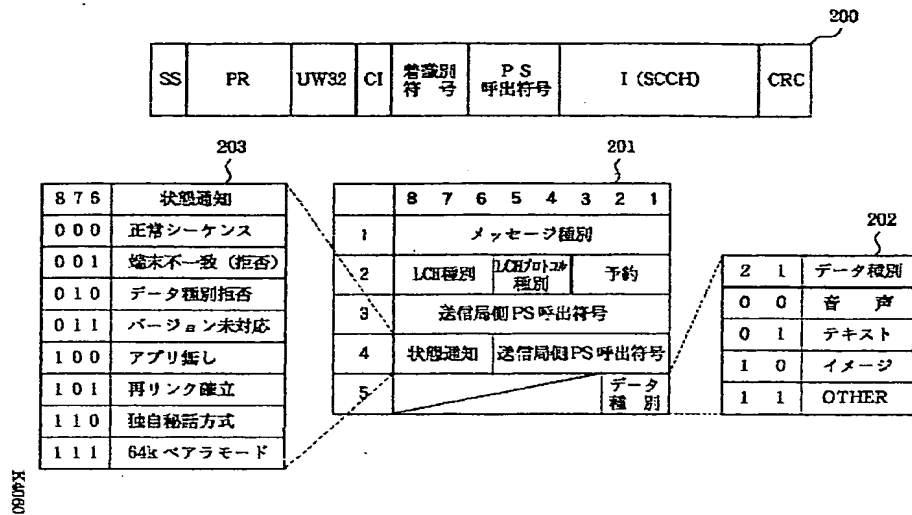 200
SS PR UW32 CI 着識別符号 PS呼出符号 I (SCCH) CRC
203
8 7 6 状態通知
0 0 0 正常シーケンス
0 0 1 端末不一致(拒否)
0 1 0 データ種別拒否
0 1 1 バージョン未対応
1 0 0 アプリ無し
1 0 1 再リンク確立
1 1 0 独自秘話方式
1 1 1 64kベアラモード
201
8 7 6 5 4 3 2 1
1 メッセージ種別
2 LCH種別 LCHプロトコル種別 予約
3 送信局側PS呼出符号
4 状態通知 送信局側PS呼出符号
5 データ種別
202
2 1 データ種別
0 0 音声
0 1 テキスト
1 0 イメージ
1 1 OTHER
K4060